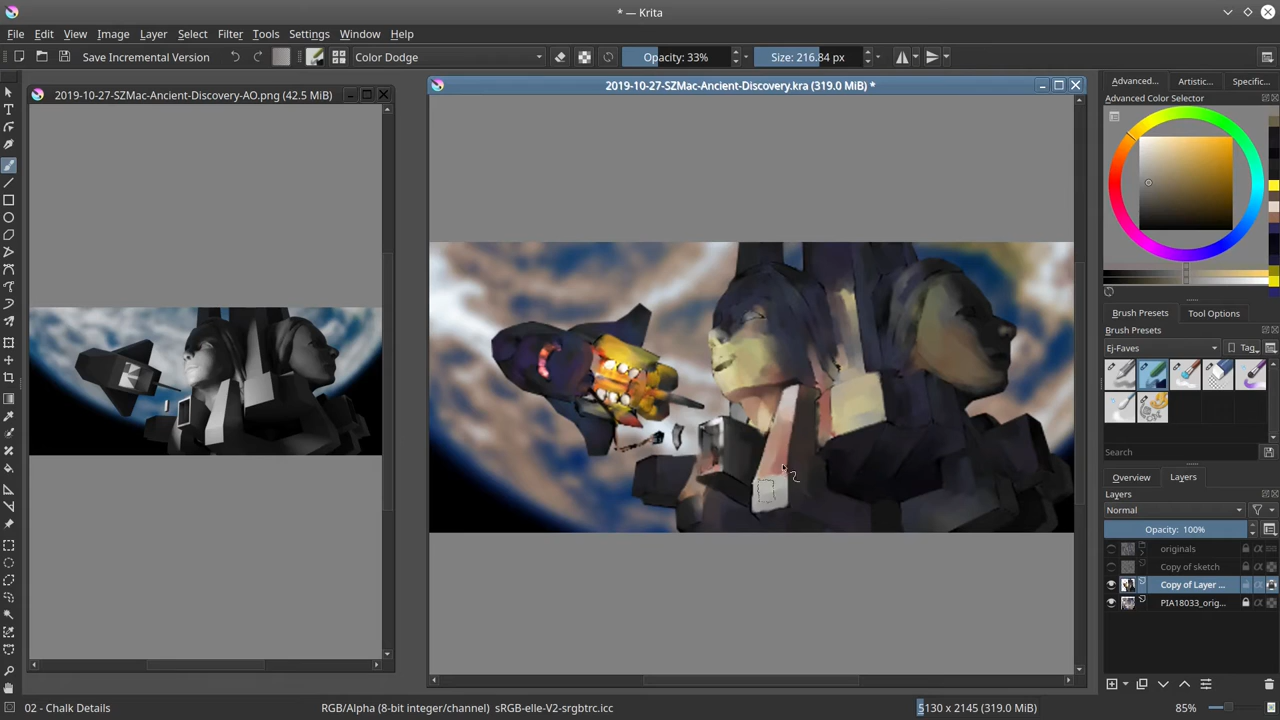 * — Krita
File Edit View Image Layer Select Filter Tools Settings Window Help
Save Incremental Version
Color Dodge
Opacity: 33%
Size: 216.84 px
2019-10-27-SZMac-Ancient-Discovery-AO.png (42.5 MiB)
2019-10-27-SZMac-Ancient-Discovery.kra (319.0 MiB) *
Advanced... Artistic... Specific...
Advanced Color Selector
Brush Presets Tool Options
Brush Presets
Ej-Faves
Tag
Search
Overview Layers
Layers
Normal
Opacity: 100%
originals
Copy of sketch
Copy of Layer ...
PIA18033_orig...
02 - Chalk Details
RGB/Alpha (8-bit integer/channel) sRGB-elle-V2-srgbtrc.icc
5130 x 2145 (319.0 MiB)
85%